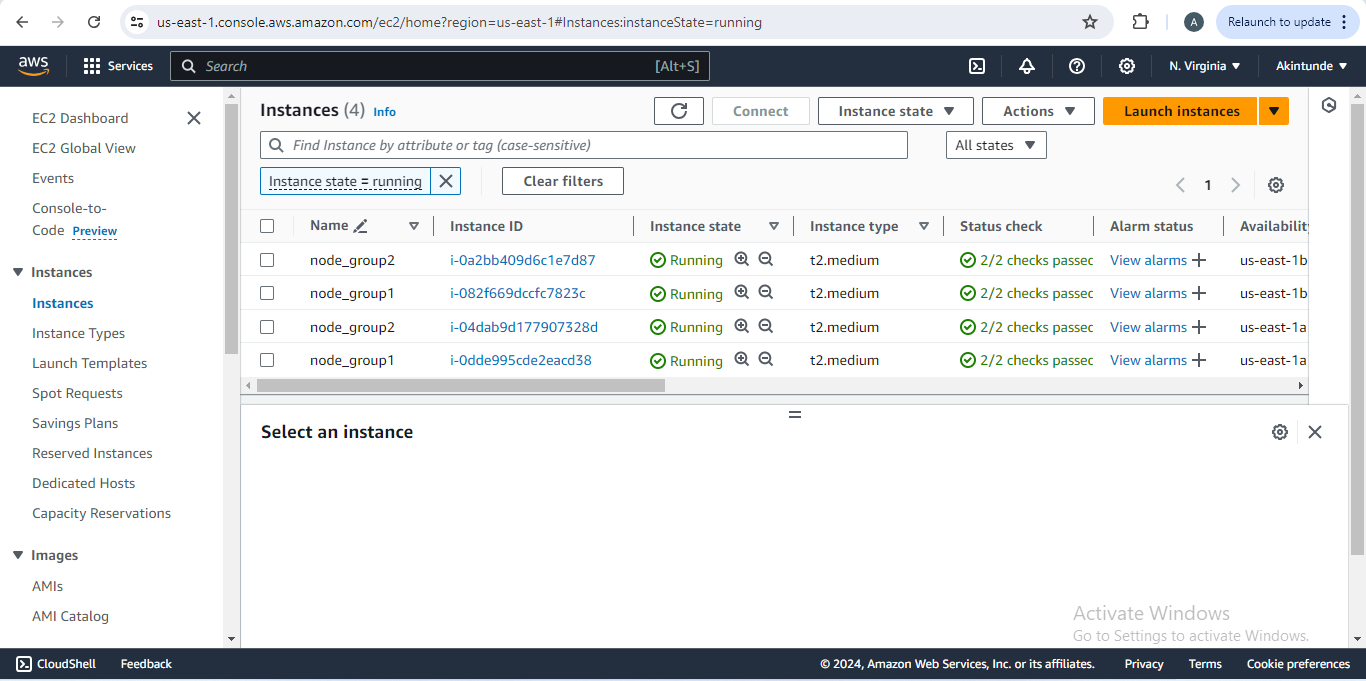 us-east-1.console.aws.amazon.com/ec2/home?region=us-east-1#Instances:instanceState=running
A
Relaunch to update
aws
Services
Search
[Alt+S]
N. Virginia
Akintunde
EC2 Dashboard
EC2 Global View
Events
Console-to-
Code Preview
Instances
Instances
Instance Types
Launch Templates
Spot Requests
Savings Plans
Reserved Instances
Dedicated Hosts
Capacity Reservations
Images
AMIs
AMI Catalog
Instances (4) Info
Connect
Instance state
Actions
Launch instances
Find Instance by attribute or tag (case-sensitive)
All states
Instance state = running
Clear filters
1
Name Instance ID Instance state Instance type Status check Alarm status Availability
node_group2 i-0a2bb409d6c1e7d87 Running t2.medium 2/2 checks passec View alarms + us-east-1b
node_group1 i-082f669dccfc7823c Running t2.medium 2/2 checks passec View alarms + us-east-1b
node_group2 i-04dab9d177907328d Running t2.medium 2/2 checks passec View alarms + us-east-1a
node_group1 i-0dde995cde2eacd38 Running t2.medium 2/2 checks passec View alarms + us-east-1a
Select an instance
Activate Windows
Go to Settings to activate Windows.
CloudShell
Feedback
© 2024, Amazon Web Services, Inc. or its affiliates.
Privacy
Terms
Cookie preferences